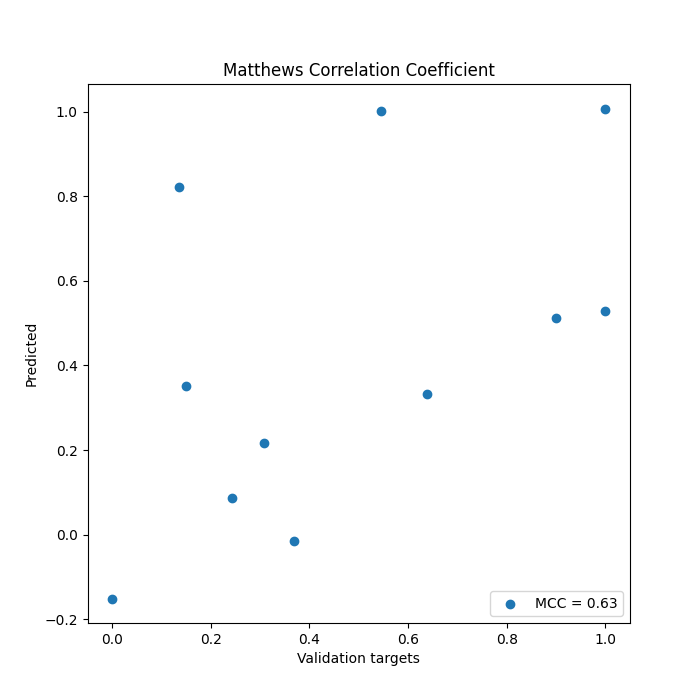 Matthews Correlation Coefficient
1.0
0.8
0.6
0.4
0.2
0.0
−0.2
Predicted
MCC = 0.63
0.0 0.2 0.4 0.6 0.8 1.0
Validation targets